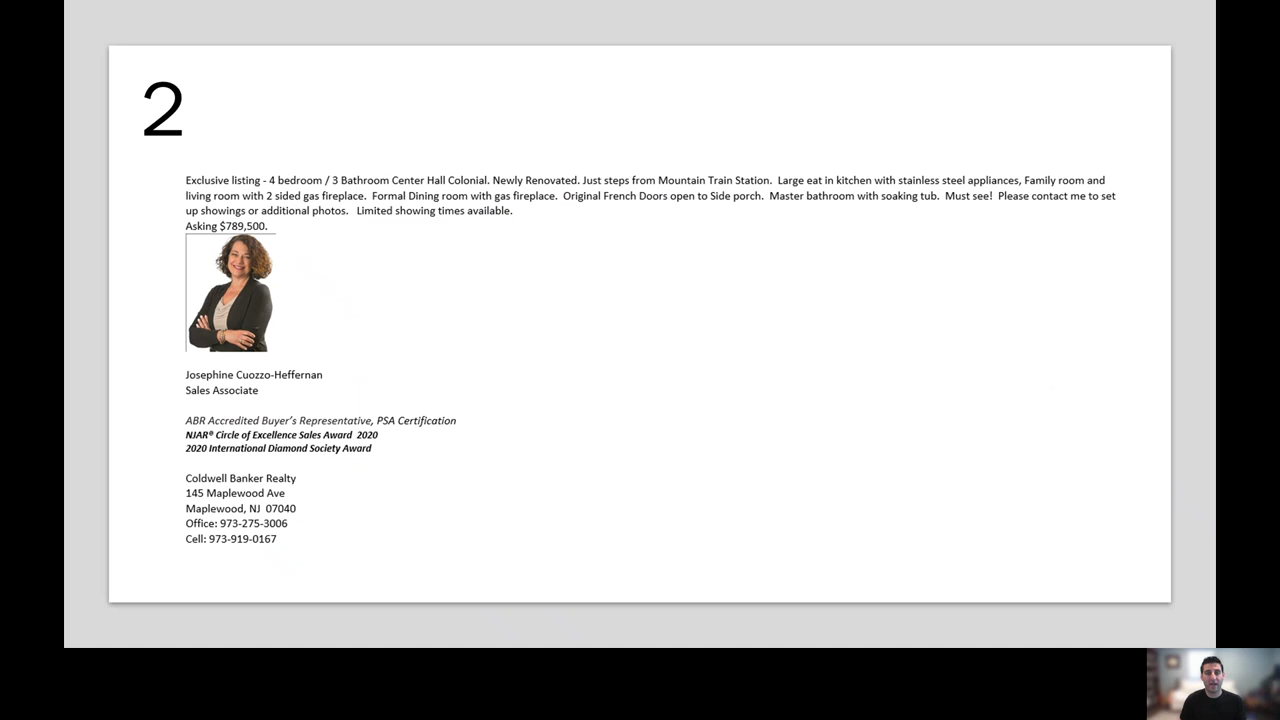 2
Exclusive listing - 4 bedroom / 3 Bathroom Center Hall Colonial. Newly Renovated. Just steps from Mountain Train Station.  Large eat in kitchen with stainless steel appliances, Family room and
living room with 2 sided gas fireplace.  Formal Dining room with gas fireplace.  Original French Doors open to Side porch.  Master bathroom with soaking tub.  Must see!  Please contact me to set
up showings or additional photos.   Limited showing times available.
Asking $789,500.
Josephine Cuozzo-Heffernan
Sales Associate
ABR Accredited Buyer’s Representative, PSA Certification
NJAR® Circle of Excellence Sales Award  2020
2020 International Diamond Society Award
Coldwell Banker Realty
145 Maplewood Ave
Maplewood, NJ  07040
Office: 973-275-3006
Cell: 973-919-0167